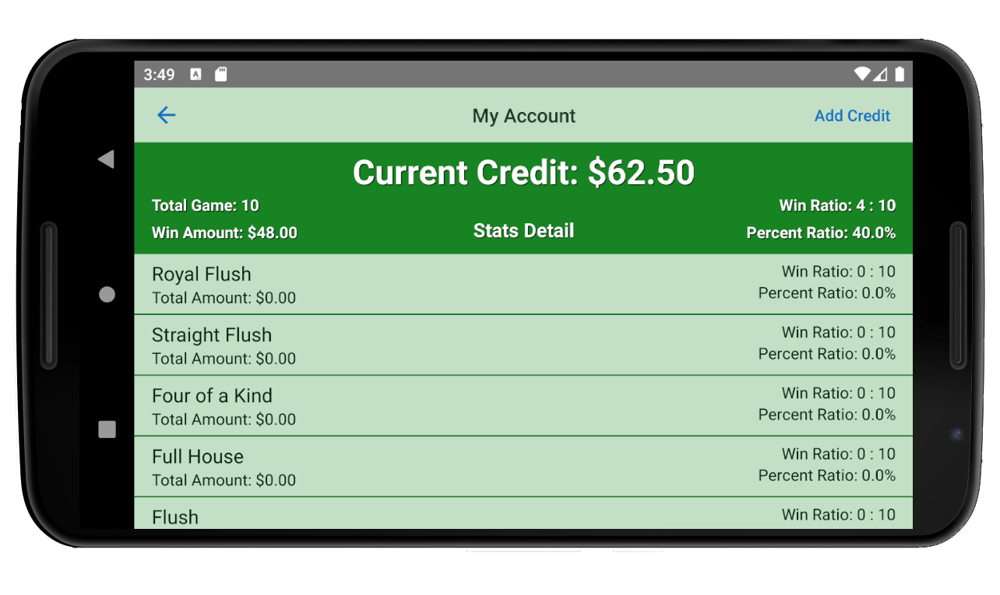 3:49
My Account
Add Credit
Current Credit: $62.50
Total Game: 10
Win Ratio: 4 : 10
Win Amount: $48.00
Stats Detail
Percent Ratio: 40.0%
Royal Flush
Win Ratio: 0 : 10
Total Amount: $0.00
Percent Ratio: 0.0%
Straight Flush
Win Ratio: 0 : 10
Total Amount: $0.00
Percent Ratio: 0.0%
Four of a Kind
Win Ratio: 0 : 10
Total Amount: $0.00
Percent Ratio: 0.0%
Full House
Win Ratio: 0 : 10
Total Amount: $0.00
Percent Ratio: 0.0%
Flush
Win Ratio: 0 : 10